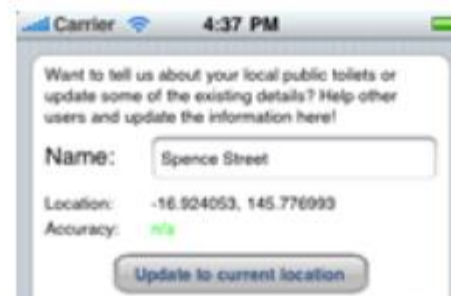 Carrier 4:37 PM
Want to tell us about your local public toilets or
update some of the existing details? Help other
users and update the information here!
Name: Spence Street
Location: -16.924053, 145.776993
Accuracy: n/a
Update to current location